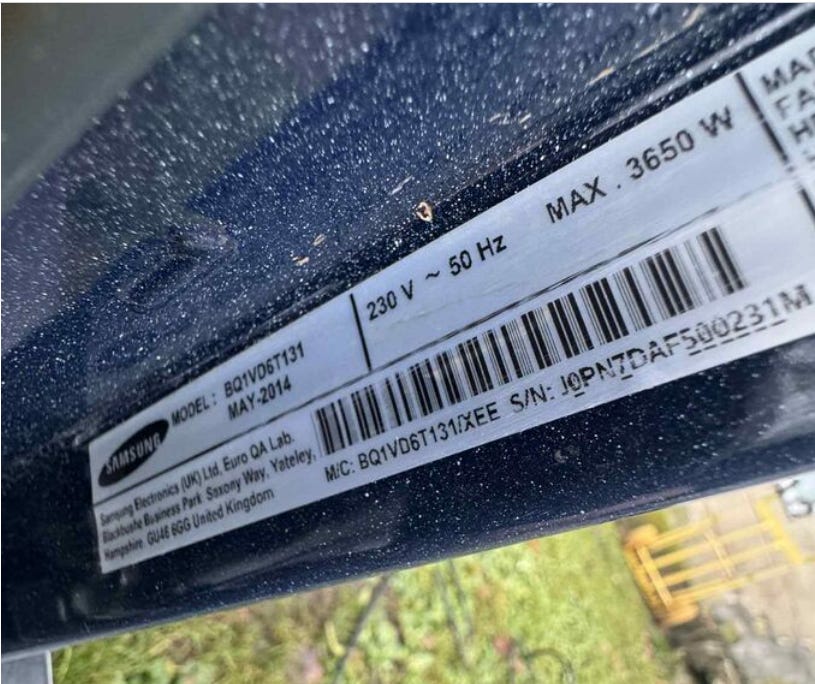 SAMSUNG
MODEL : BQ1VD6T131
MAY-2014
230 V ~ 50 Hz
MAX . 3650 W
Samsung Electronics (UK) Ltd, Euro QA Lab.
Blackbushe Business Park. Saxony Way, Yateley,
Hampshire. GU46 6GG United Kingdom
M/C: BQ1VD6T131/XEE S/N: J0PN7DAF500231M